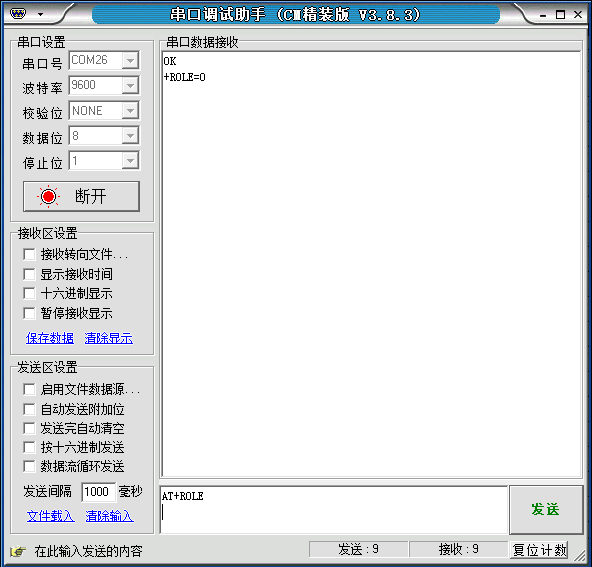 串口调试助手 (CM精装版 V3.8.3)
串口设置
串口号 COM26
波特率 9600
校验位 NONE
数据位 8
停止位 1
断开
接收区设置
接收转向文件...
显示接收时间
十六进制显示
暂停接收显示
保存数据 清除显示
发送区设置
启用文件数据源...
自动发送附加位
发送完自动清空
按十六进制发送
数据流循环发送
发送间隔 1000 毫秒
文件载入 清除输入
串口数据接收
OK
+ROLE=0
AT+ROLE
发送
在此输入发送的内容
发送 : 9
接收 : 9
复位计数